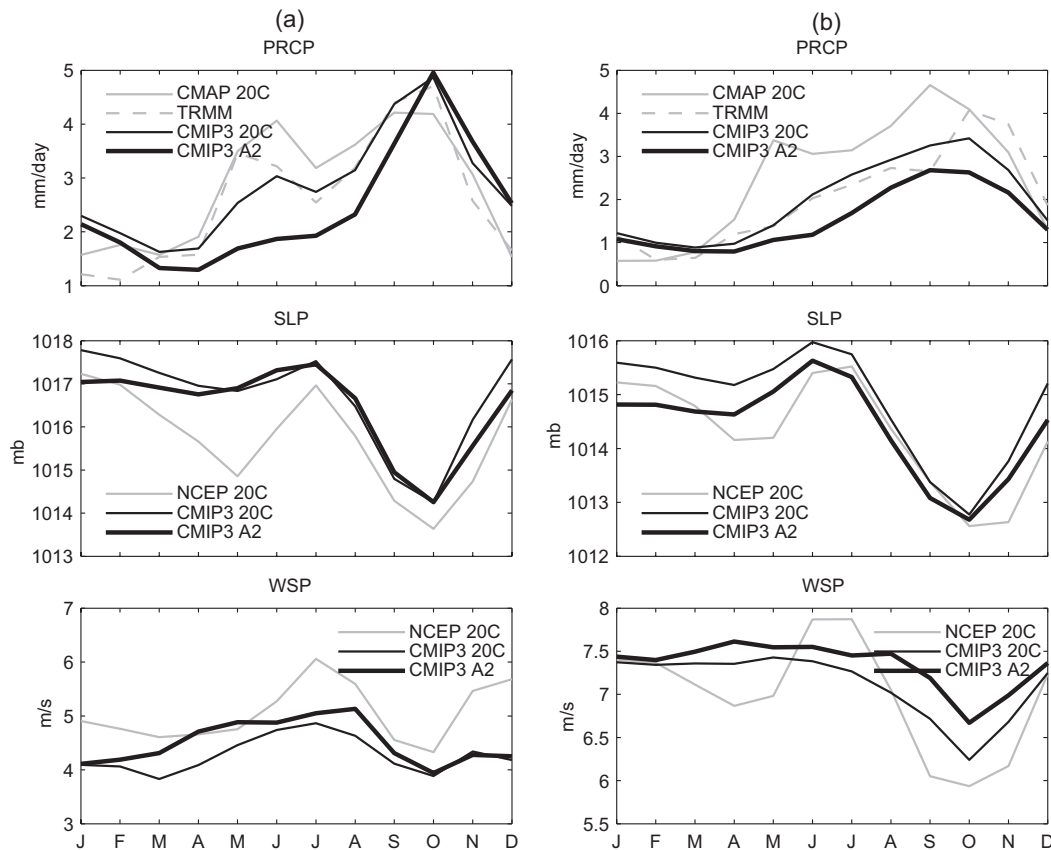 (a)
PRCP
5
4
3
2
1
mm/day
CMAP 20C
TRMM
CMIP3 20C
CMIP3 A2
SLP
1018
1017
1016
1015
1014
1013
mb
NCEP 20C
CMIP3 20C
CMIP3 A2
WSP
7
6
5
4
3
m/s
NCEP 20C
CMIP3 20C
CMIP3 A2
J F M A M J J A S O N D
(b)
PRCP
5
4
3
2
1
0
mm/day
CMAP 20C
TRMM
CMIP3 20C
CMIP3 A2
SLP
1016
1015
1014
1013
1012
mb
NCEP 20C
CMIP3 20C
CMIP3 A2
WSP
8
7.5
7
6.5
6
5.5
m/s
NCEP 20C
CMIP3 20C
CMIP3 A2
J F M A M J J A S O N D